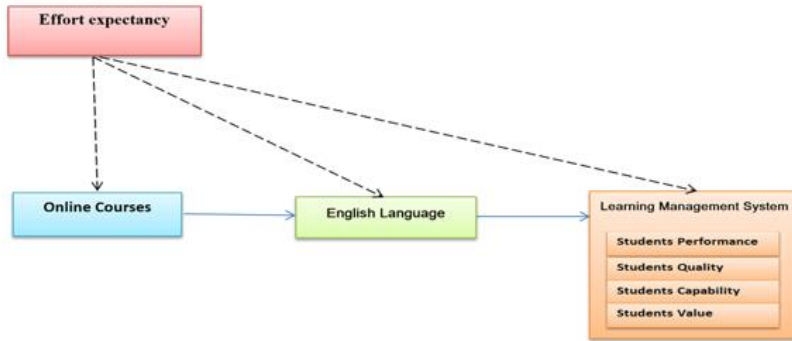 Effort expectancy
Online Courses
English Language
Learning Management System
Students Performance
Students Quality
Students Capability
Students Value